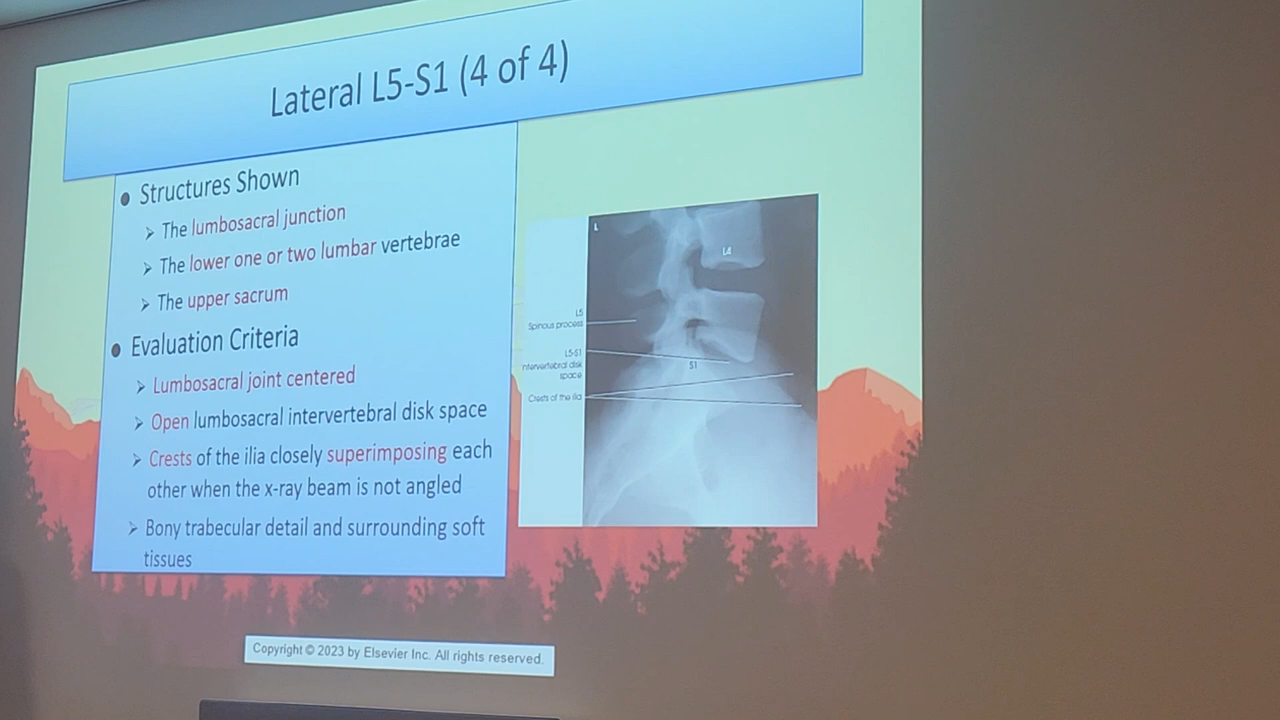 Lateral L5-S1 (4 of 4)
Structures Shown
The lumbosacral junction
The lower one or two lumbar vertebrae
The upper sacrum
Evaluation Criteria
Lumbosacral joint centered
Open lumbosacral intervertebral disk space
Crests of the ilia closely superimposing each
other when the x-ray beam is not angled
Bony trabecular detail and surrounding soft
tissues
L
L4
L5
Spinous process
L5-S1
intervertebral disk
space
S1
Crests of the ilia
Copyright © 2023 by Elsevier Inc. All rights reserved.